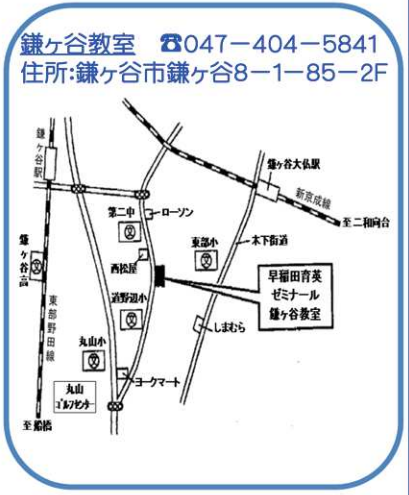 鎌ヶ谷教室　☎047－404－5841
住所:鎌ヶ谷市鎌ヶ谷8－1－85－2F
鎌ヶ谷駅
鎌ヶ谷大仏駅
新京成線
至二和向台
第二中
ローソン
東部小
木下街道
鎌ヶ谷高
西松屋
早稲田育英
ゼミナール
鎌ヶ谷教室
東部野田線
道野辺小
しまむら
丸山小
ヨークマート
丸山
ゴルフセンター
至船橋